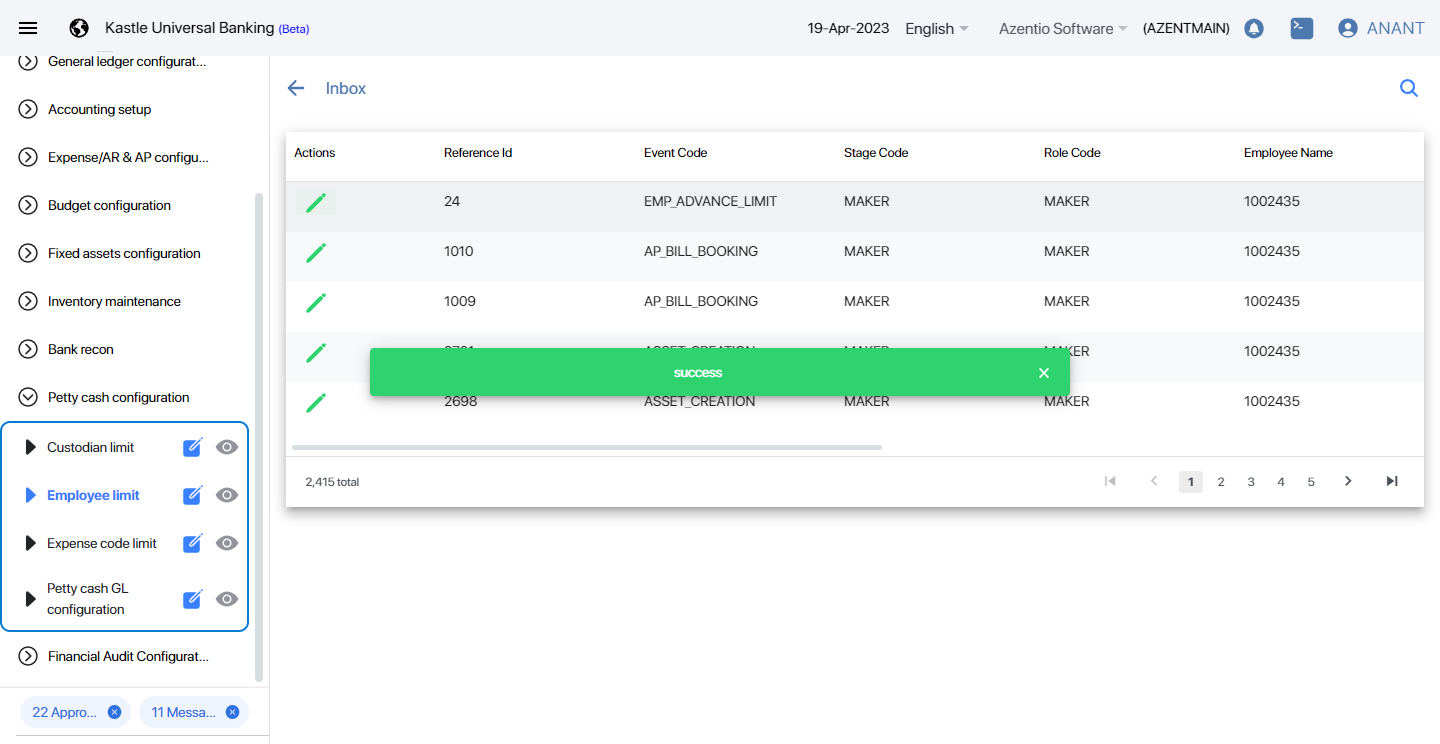 Kastle Universal Banking (Beta)
19-Apr-2023 English Azentio Software (AZENTMAIN) ANANT
General ledger configurat...
Accounting setup
Expense/AR & AP configu...
Budget configuration
Fixed assets configuration
Inventory maintenance
Bank recon
Petty cash configuration
Custodian limit
Employee limit
Expense code limit
Petty cash GL
configuration
Financial Audit Configurat...
22 Appro... 11 Messa...
Inbox
Actions Reference Id Event Code Stage Code Role Code Employee Name
24 EMP_ADVANCE_LIMIT MAKER MAKER 1002435
1010 AP_BILL_BOOKING MAKER MAKER 1002435
1009 AP_BILL_BOOKING MAKER MAKER 1002435
ASSET_CREATION MAKER MAKER 1002435
success
2698 ASSET_CREATION MAKER MAKER 1002435
2,415 total 1 2 3 4 5